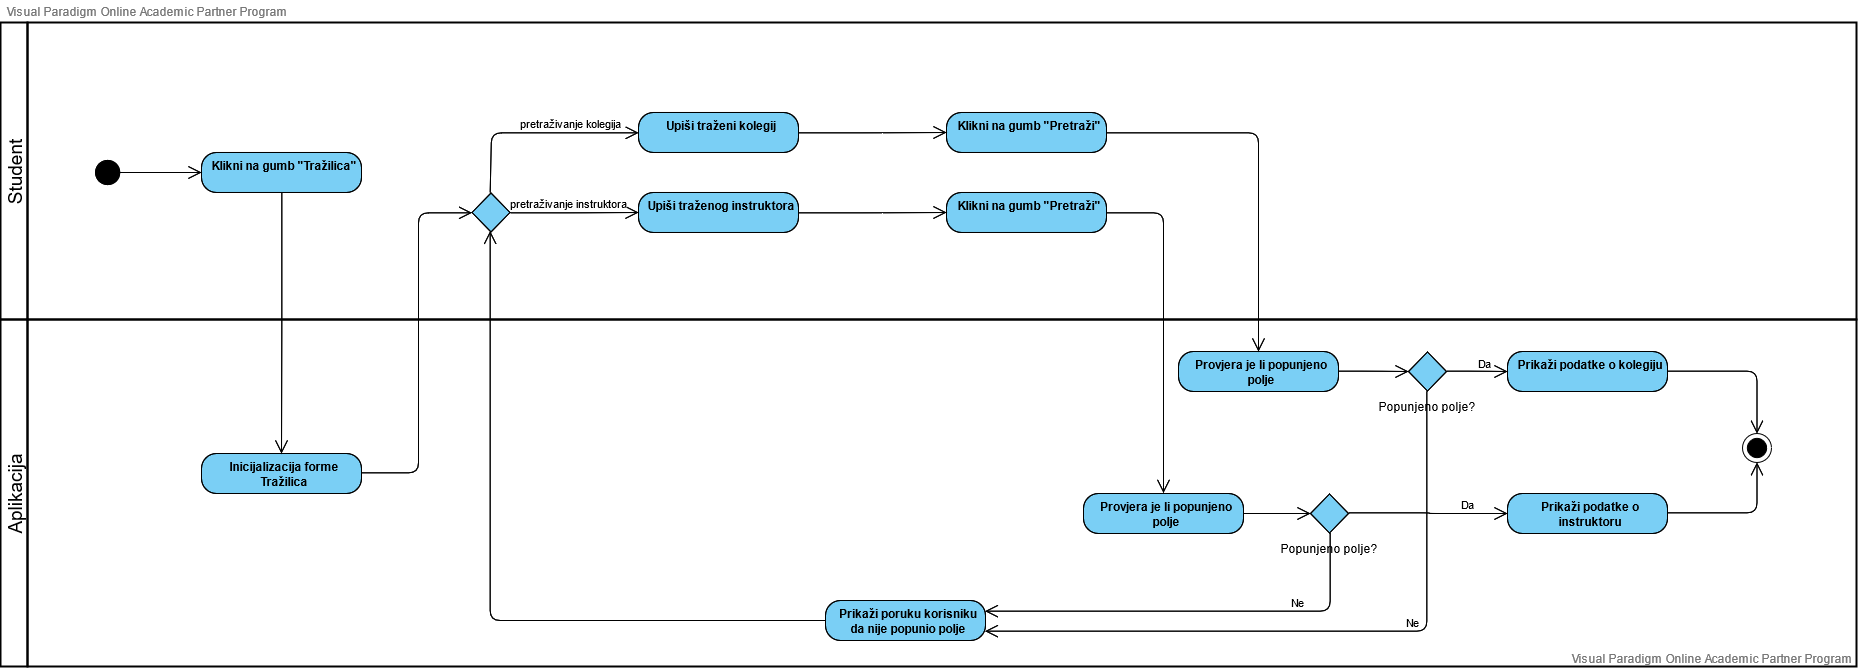 Visual Paradigm Online Academic Partner Program
Student
pretraživanje kolegija
Upiši traženi kolegij
Klikni na gumb "Pretraži"
Klikni na gumb "Tražilica"
pretraživanje instruktora
Upiši traženog instruktora
Klikni na gumb "Pretraži"
Aplikacija
Provjera je li popunjeno
polje
Da
Prikaži podatke o kolegiju
Popunjeno polje?
Inicijalizacija forme
Tražilica
Provjera je li popunjeno
polje
Da
Prikaži podatke o
instruktoru
Popunjeno polje?
Ne
Prikaži poruku korisniku
da nije popunio polje
Ne
Visual Paradigm Online Academic Partner Program